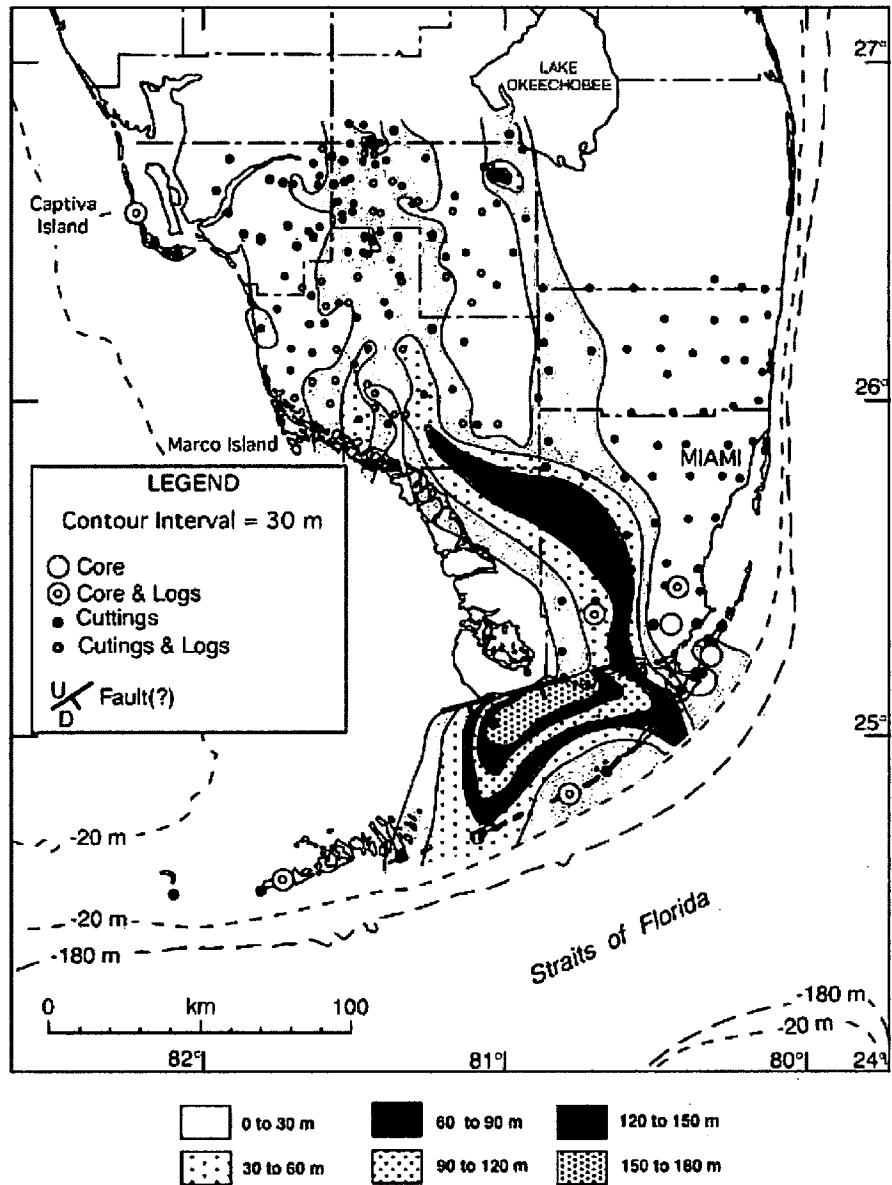 27°
LAKE
OKEECHOBEE
Captiva
Island
26°
Marco Island
MIAMI
LEGEND
Contour Interval = 30 m
Core
Core & Logs
Cuttings
Cutings & Logs
U
D
Fault(?)
25°
-20 m
-20 m
-180 m
Straits of Florida
0 km 100
-180 m
-20 m
82° 81° 80° 24°
0 to 30 m 60 to 90 m 120 to 150 m
30 to 60 m 90 to 120 m 150 to 180 m